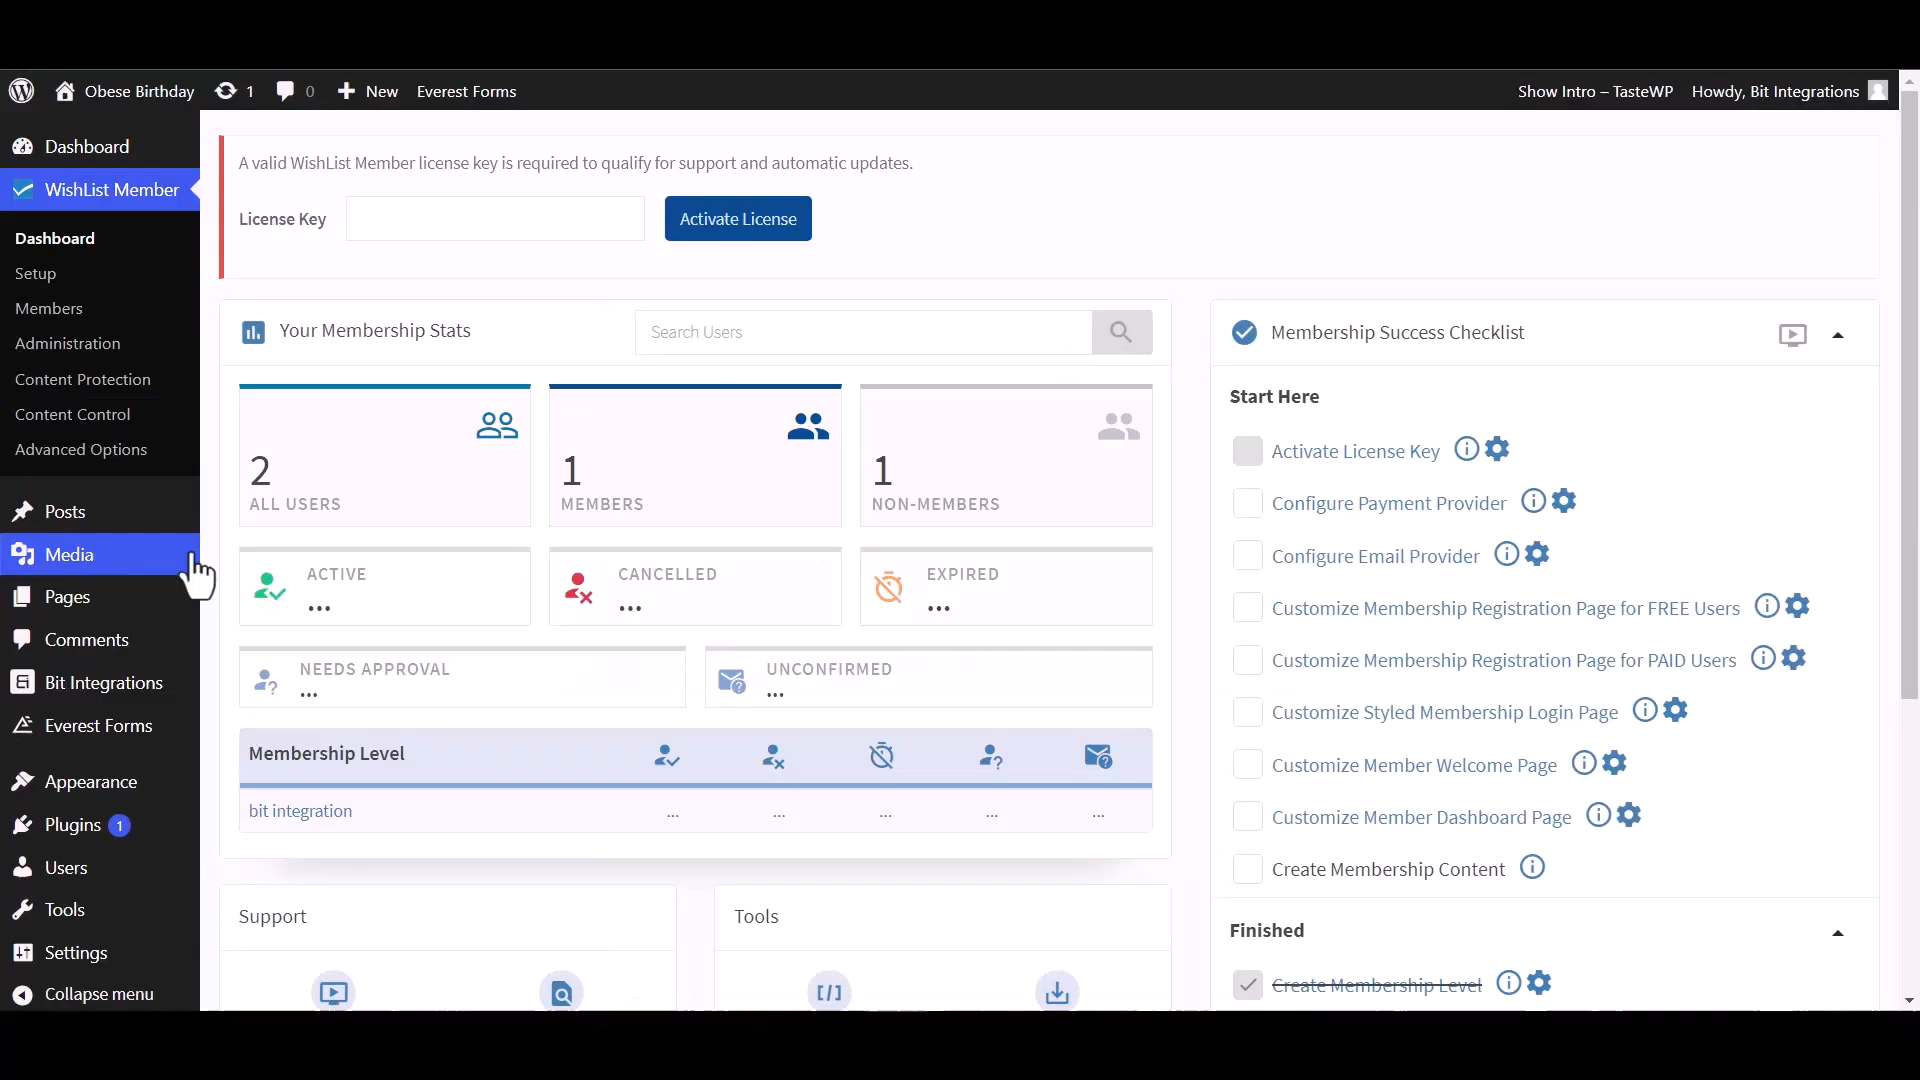 Obese Birthday 1 0 New Everest Forms Show Intro – TasteWP Howdy, Bit Integrations
Dashboard
WishList Member
Dashboard
Setup
Members
Administration
Content Protection
Content Control
Advanced Options
Posts
Media
Pages
Comments
Bit Integrations
Everest Forms
Appearance
Plugins 1
Users
Tools
Settings
Collapse menu
A valid WishList Member license key is required to qualify for support and automatic updates.
License Key Activate License
Your Membership Stats Search Users
2
ALL USERS
1
MEMBERS
1
NON-MEMBERS
ACTIVE
...
CANCELLED
...
EXPIRED
...
NEEDS APPROVAL
...
UNCONFIRMED
...
Membership Level
bit integration ... ... ... ... ...
Support
Tools
Membership Success Checklist
Start Here
Activate License Key
Configure Payment Provider
Configure Email Provider
Customize Membership Registration Page for FREE Users
Customize Membership Registration Page for PAID Users
Customize Styled Membership Login Page
Customize Member Welcome Page
Customize Member Dashboard Page
Create Membership Content
Finished
Create Membership Level